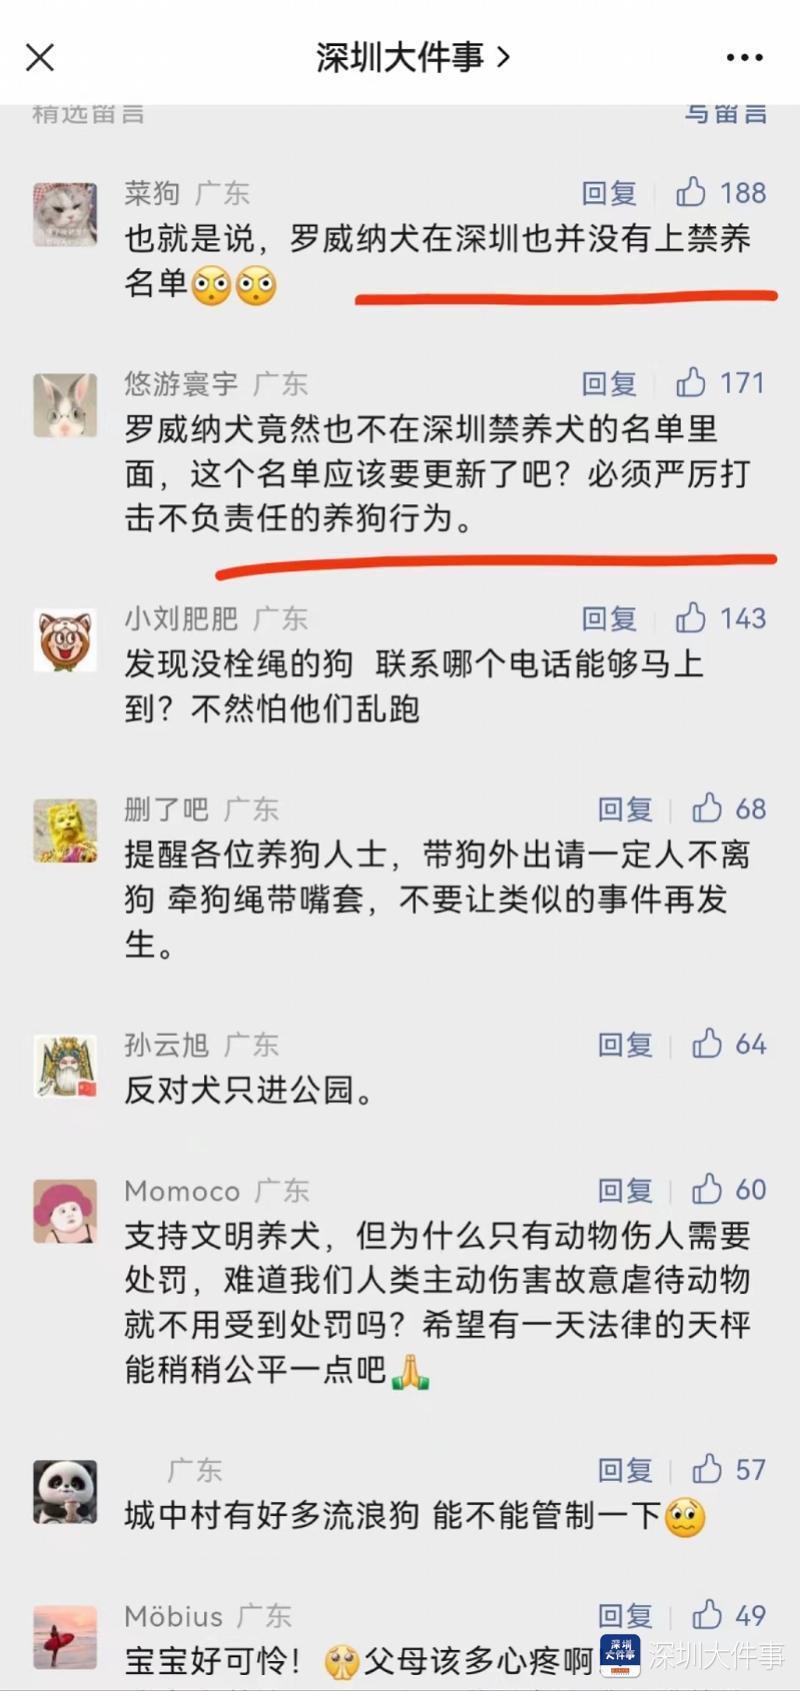 深圳大件事
精选留言 写留言
菜狗 广东 回复 188
也就是说，罗威纳犬在深圳也并没有上禁养
名单😳😳
悠游寰宇 广东 回复 171
罗威纳犬竟然也不在深圳禁养犬的名单里
面，这个名单应该要更新了吧？必须严厉打
击不负责任的养狗行为。
小刘肥肥 广东 回复 143
发现没栓绳的狗 联系哪个电话能够马上
到？不然怕他们乱跑
删了吧 广东 回复 68
提醒各位养狗人士，带狗外出请一定人不离
狗 牵狗绳带嘴套，不要让类似的事件再发
生。
孙云旭 广东 回复 64
反对犬只进公园。
Momoco 广东 回复 60
支持文明养犬，但为什么只有动物伤人需要
处罚，难道我们人类主动伤害故意虐待动物
就不用受到处罚吗？希望有一天法律的天枰
能稍稍公平一点吧🙏
广东 回复 57
城中村有好多流浪狗 能不能管制一下😟
Möbius 广东 回复 49
宝宝好可怜！🥺父母该多心疼啊
深圳大件事 深圳大件事